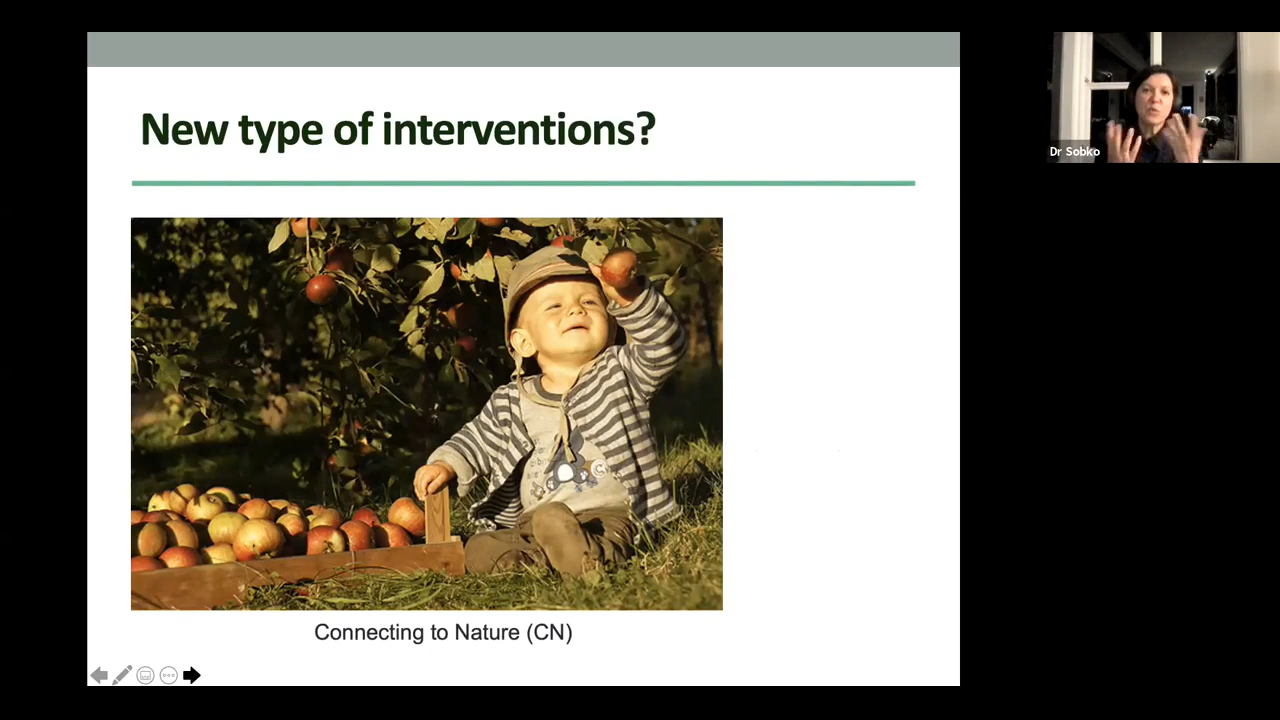 New type of interventions?
Dr Sobko
Connecting to Nature (CN)